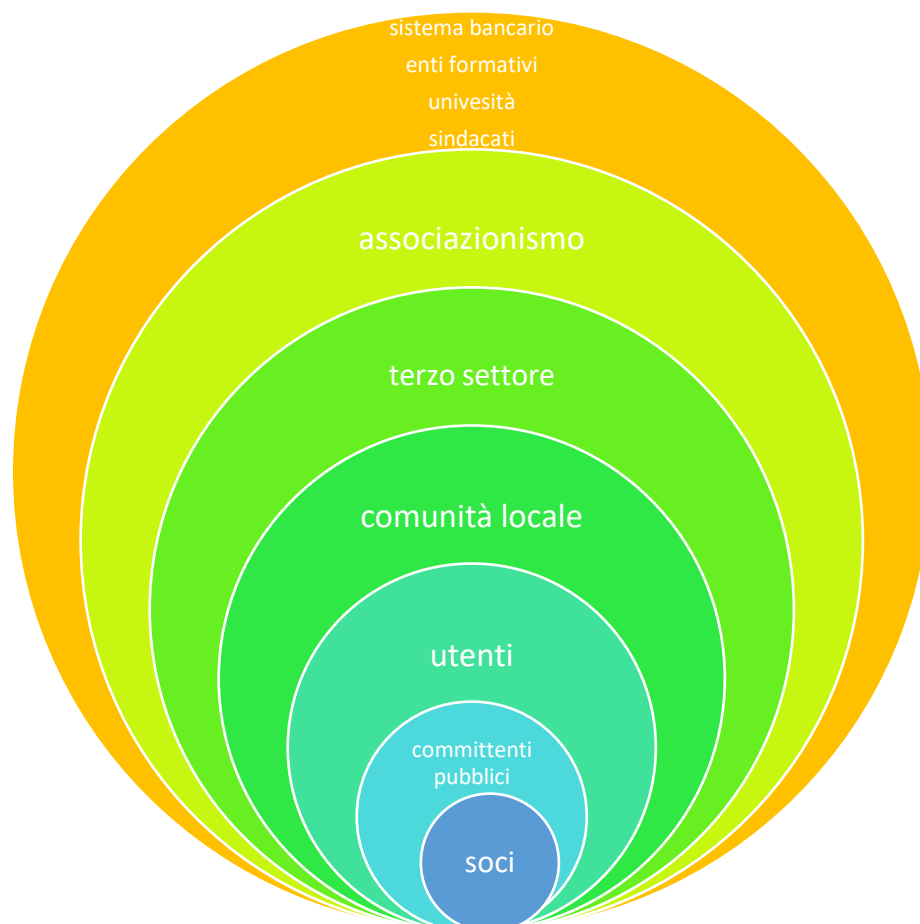 sistema bancario
enti formativi
univesità
sindacati
associazionismo
terzo settore
comunità locale
utenti
committenti
pubblici
soci